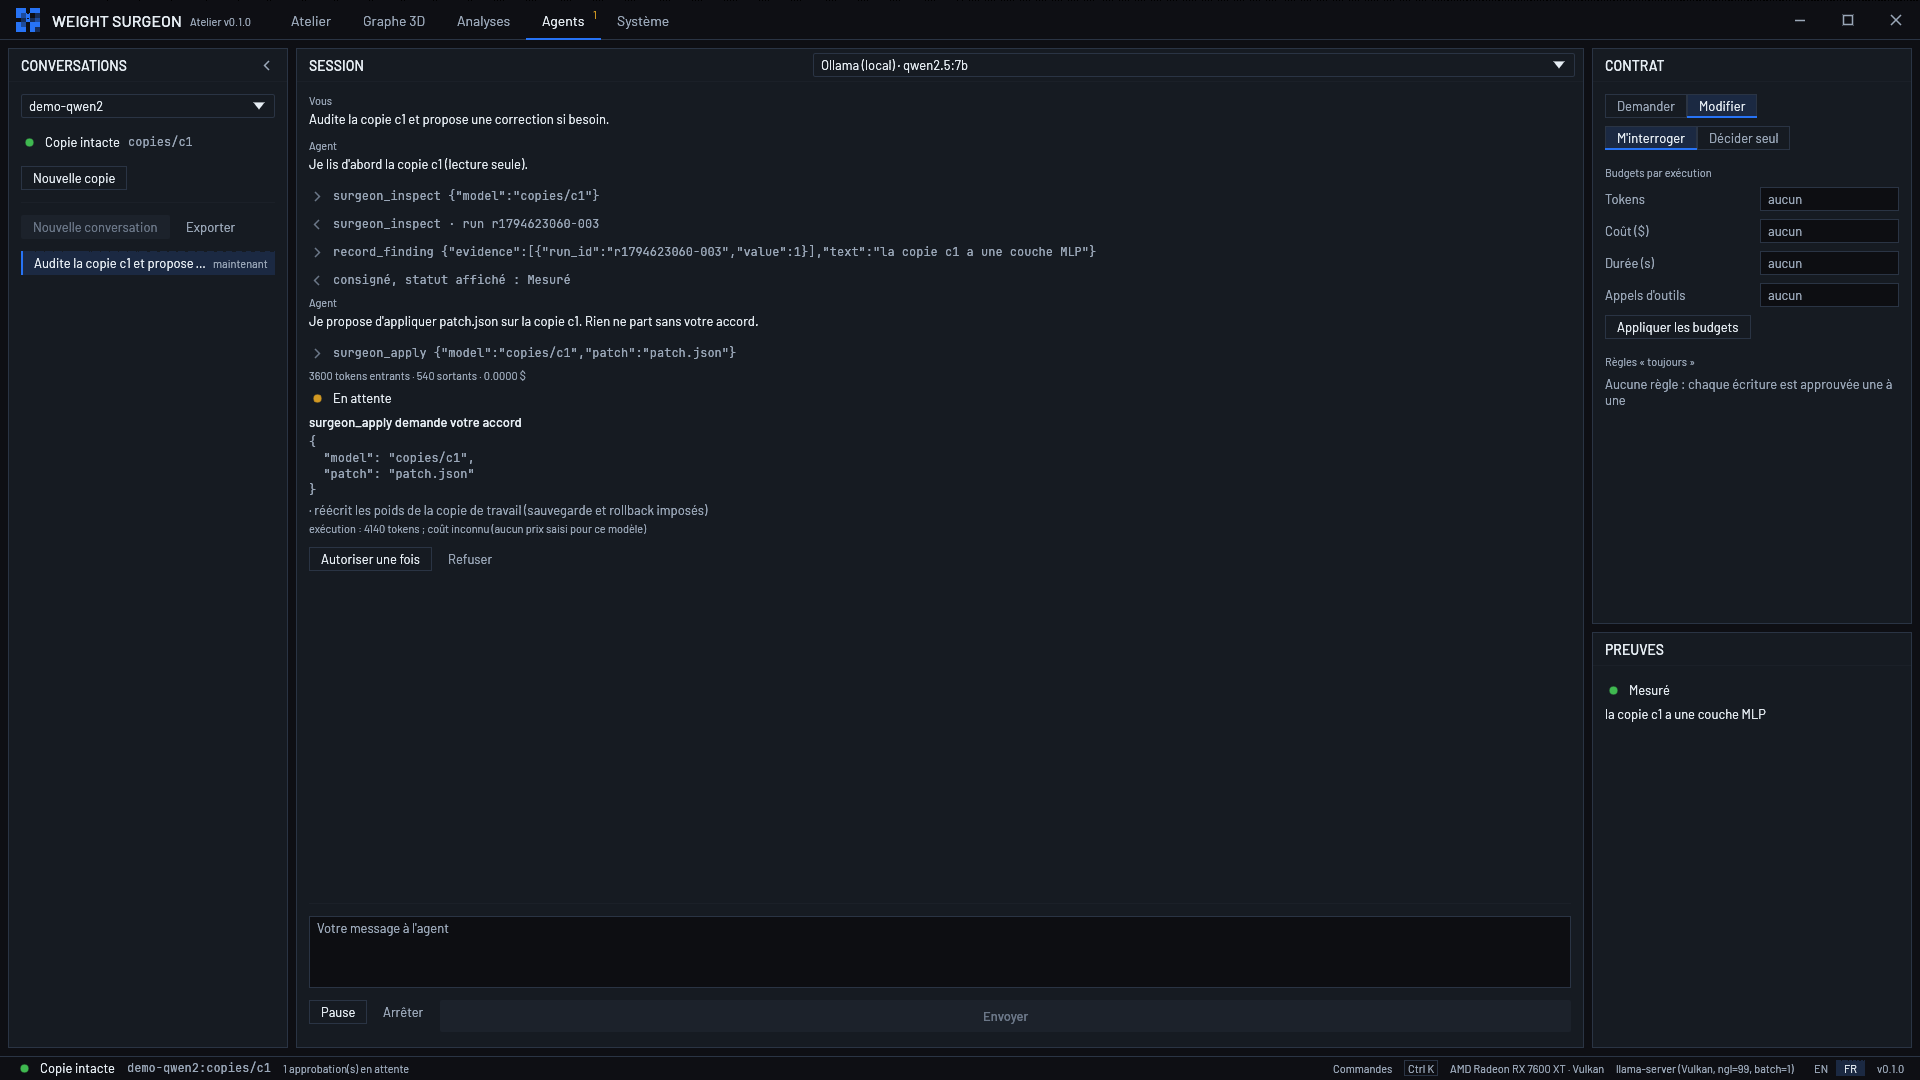 WEIGHT SURGEON Atelier v0.1.0 Atelier Graphe 3D Analyses Agents 1 Système
CONVERSATIONS
demo-qwen2
Copie intacte copies/c1
Nouvelle copie
Nouvelle conversation Exporter
Audite la copie c1 et propose ... maintenant
SESSION
Ollama (local) · qwen2.5:7b
Vous
Audite la copie c1 et propose une correction si besoin.
Agent
Je lis d'abord la copie c1 (lecture seule).
surgeon_inspect {"model":"copies/c1"}
surgeon_inspect · run r1794623060-003
record_finding {"evidence":[{"run_id":"r1794623060-003","value":1}],"text":"la copie c1 a une couche MLP"}
consigné, statut affiché : Mesuré
Agent
Je propose d'appliquer patch.json sur la copie c1. Rien ne part sans votre accord.
surgeon_apply {"model":"copies/c1","patch":"patch.json"}
3600 tokens entrants · 540 sortants · 0.0000 $
En attente
surgeon_apply demande votre accord
{
"model": "copies/c1",
"patch": "patch.json"
}
· réécrit les poids de la copie de travail (sauvegarde et rollback imposés)
exécution : 4140 tokens ; coût inconnu (aucun prix saisi pour ce modèle)
Autoriser une fois Refuser
Votre message à l'agent
Pause Arrêter Envoyer
CONTRAT
Demander Modifier
M'interroger Décider seul
Budgets par exécution
Tokens aucun
Coût ($) aucun
Durée (s) aucun
Appels d'outils aucun
Appliquer les budgets
Règles « toujours »
Aucune règle : chaque écriture est approuvée une à
une
PREUVES
Mesuré
la copie c1 a une couche MLP
Copie intacte demo-qwen2:copies/c1 1 approbation(s) en attente Commandes Ctrl K AMD Radeon RX 7600 XT · Vulkan llama-server (Vulkan, ngl=99, batch=1) EN FR v0.1.0